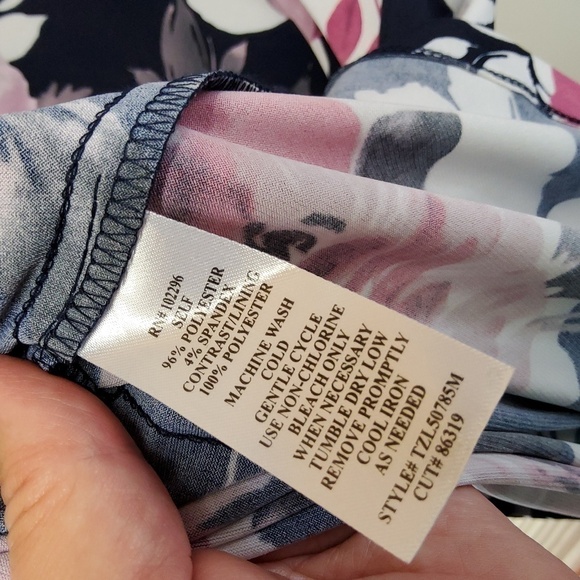 RN# 102296
SELF
96% POLYESTER
4% SPANDEX
CONTRAST/LINING
100% POLYESTER
MACHINE WASH
COLD
GENTLE CYCLE
USE NON-CHLORINE
BLEACH ONLY
WHEN NECESSARY
TUMBLE DRY LOW
REMOVE PROMPTLY
COOL IRON
AS NEEDED
STYLE# TZL50785M
CUT# 86319